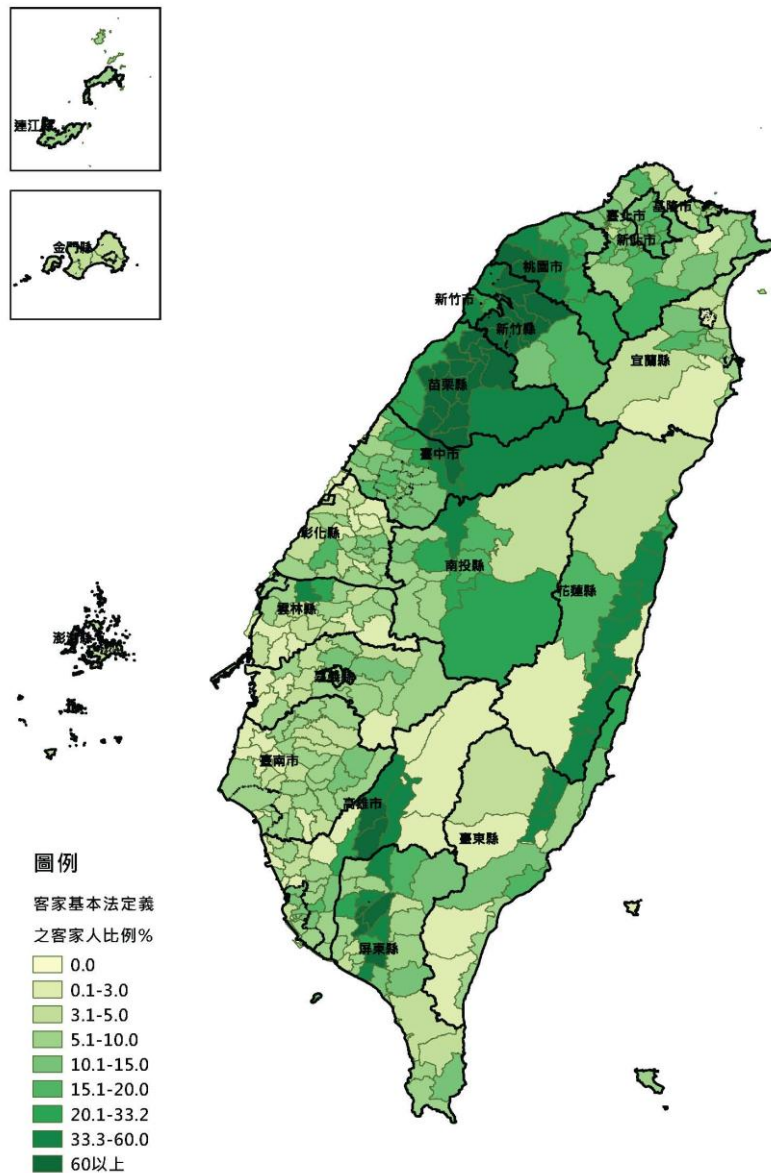 連江縣
金門縣
基隆市
臺北市
新北市
桃園市
新竹市
新竹縣
宜蘭縣
苗栗縣
臺中市
彰化縣
南投縣
花蓮縣
雲林縣
澎湖縣
嘉義縣
臺南市
高雄市
臺東縣
屏東縣
圖例
客家基本法定義
之客家人比例%
0.0
0.1-3.0
3.1-5.0
5.1-10.0
10.1-15.0
15.1-20.0
20.1-33.2
33.3-60.0
60以上